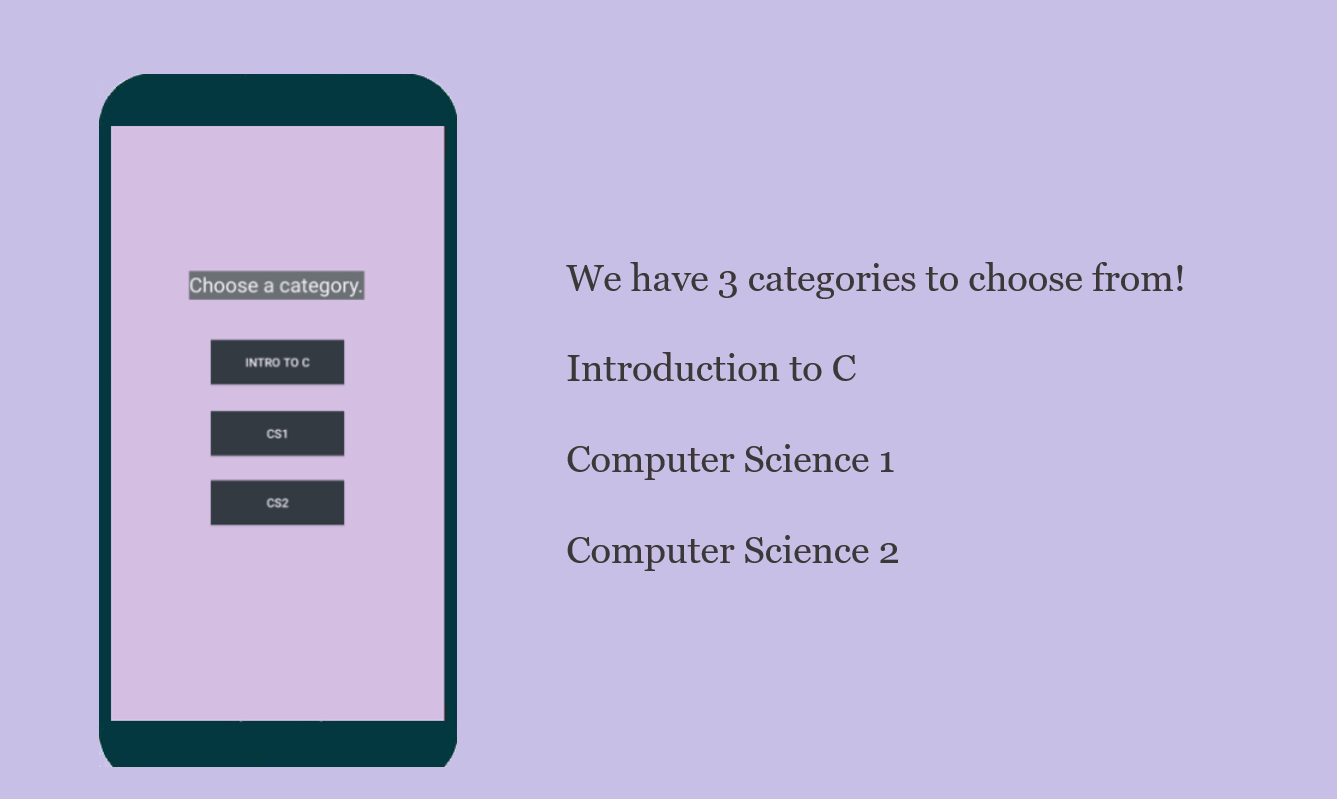 Choose a category.
INTRO TO C
CS1
CS2
We have 3 categories to choose from!
Introduction to C
Computer Science 1
Computer Science 2